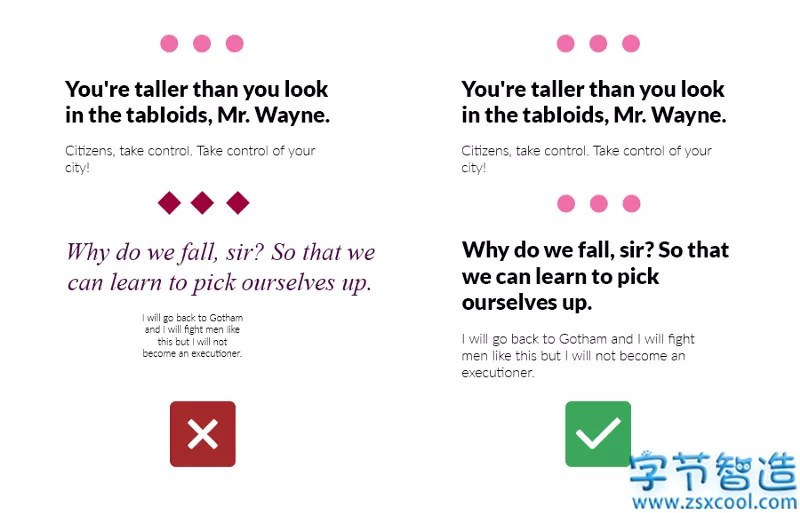 You're taller than you look
in the tabloids, Mr. Wayne.
Citizens, take control. Take control of your
city!
Why do we fall, sir? So that we
can learn to pick ourselves up.
I will go back to Gotham
and I will fight men like
this but I will not
become an executioner.
You're taller than you look
in the tabloids, Mr. Wayne.
Citizens, take control. Take control of your
city!
Why do we fall, sir? So that
we can learn to pick
ourselves up.
I will go back to Gotham and I will fight
men like this but I will not become an
executioner.
字节智造
www.zsxcool.com